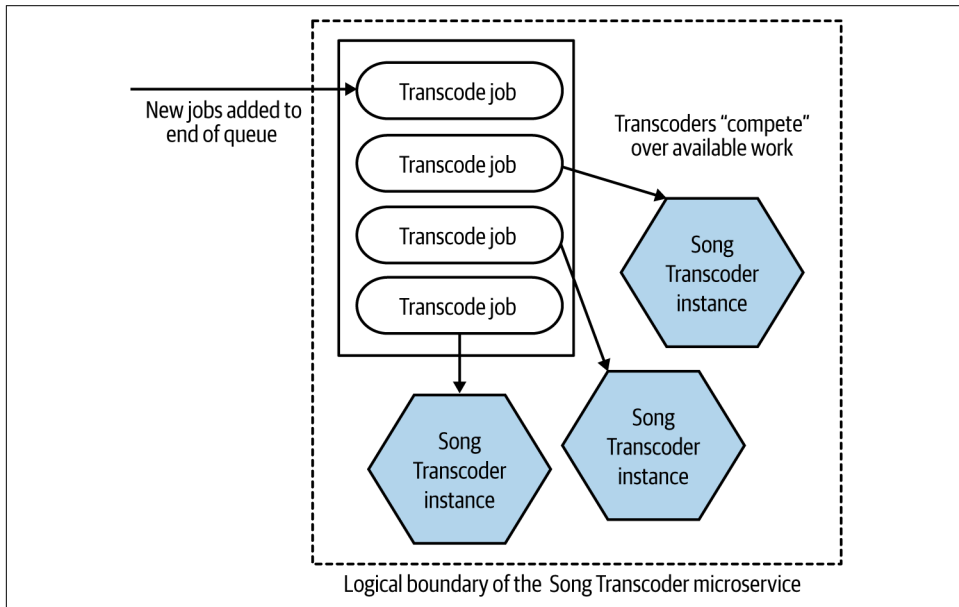 New jobs added to
end of queue
Transcode job
Transcode job
Transcode job
Transcode job
Transcoders “compete”
over available work
Song
Transcoder
instance
Song
Transcoder
instance
Song
Transcoder
instance
Logical boundary of the Song Transcoder microservice